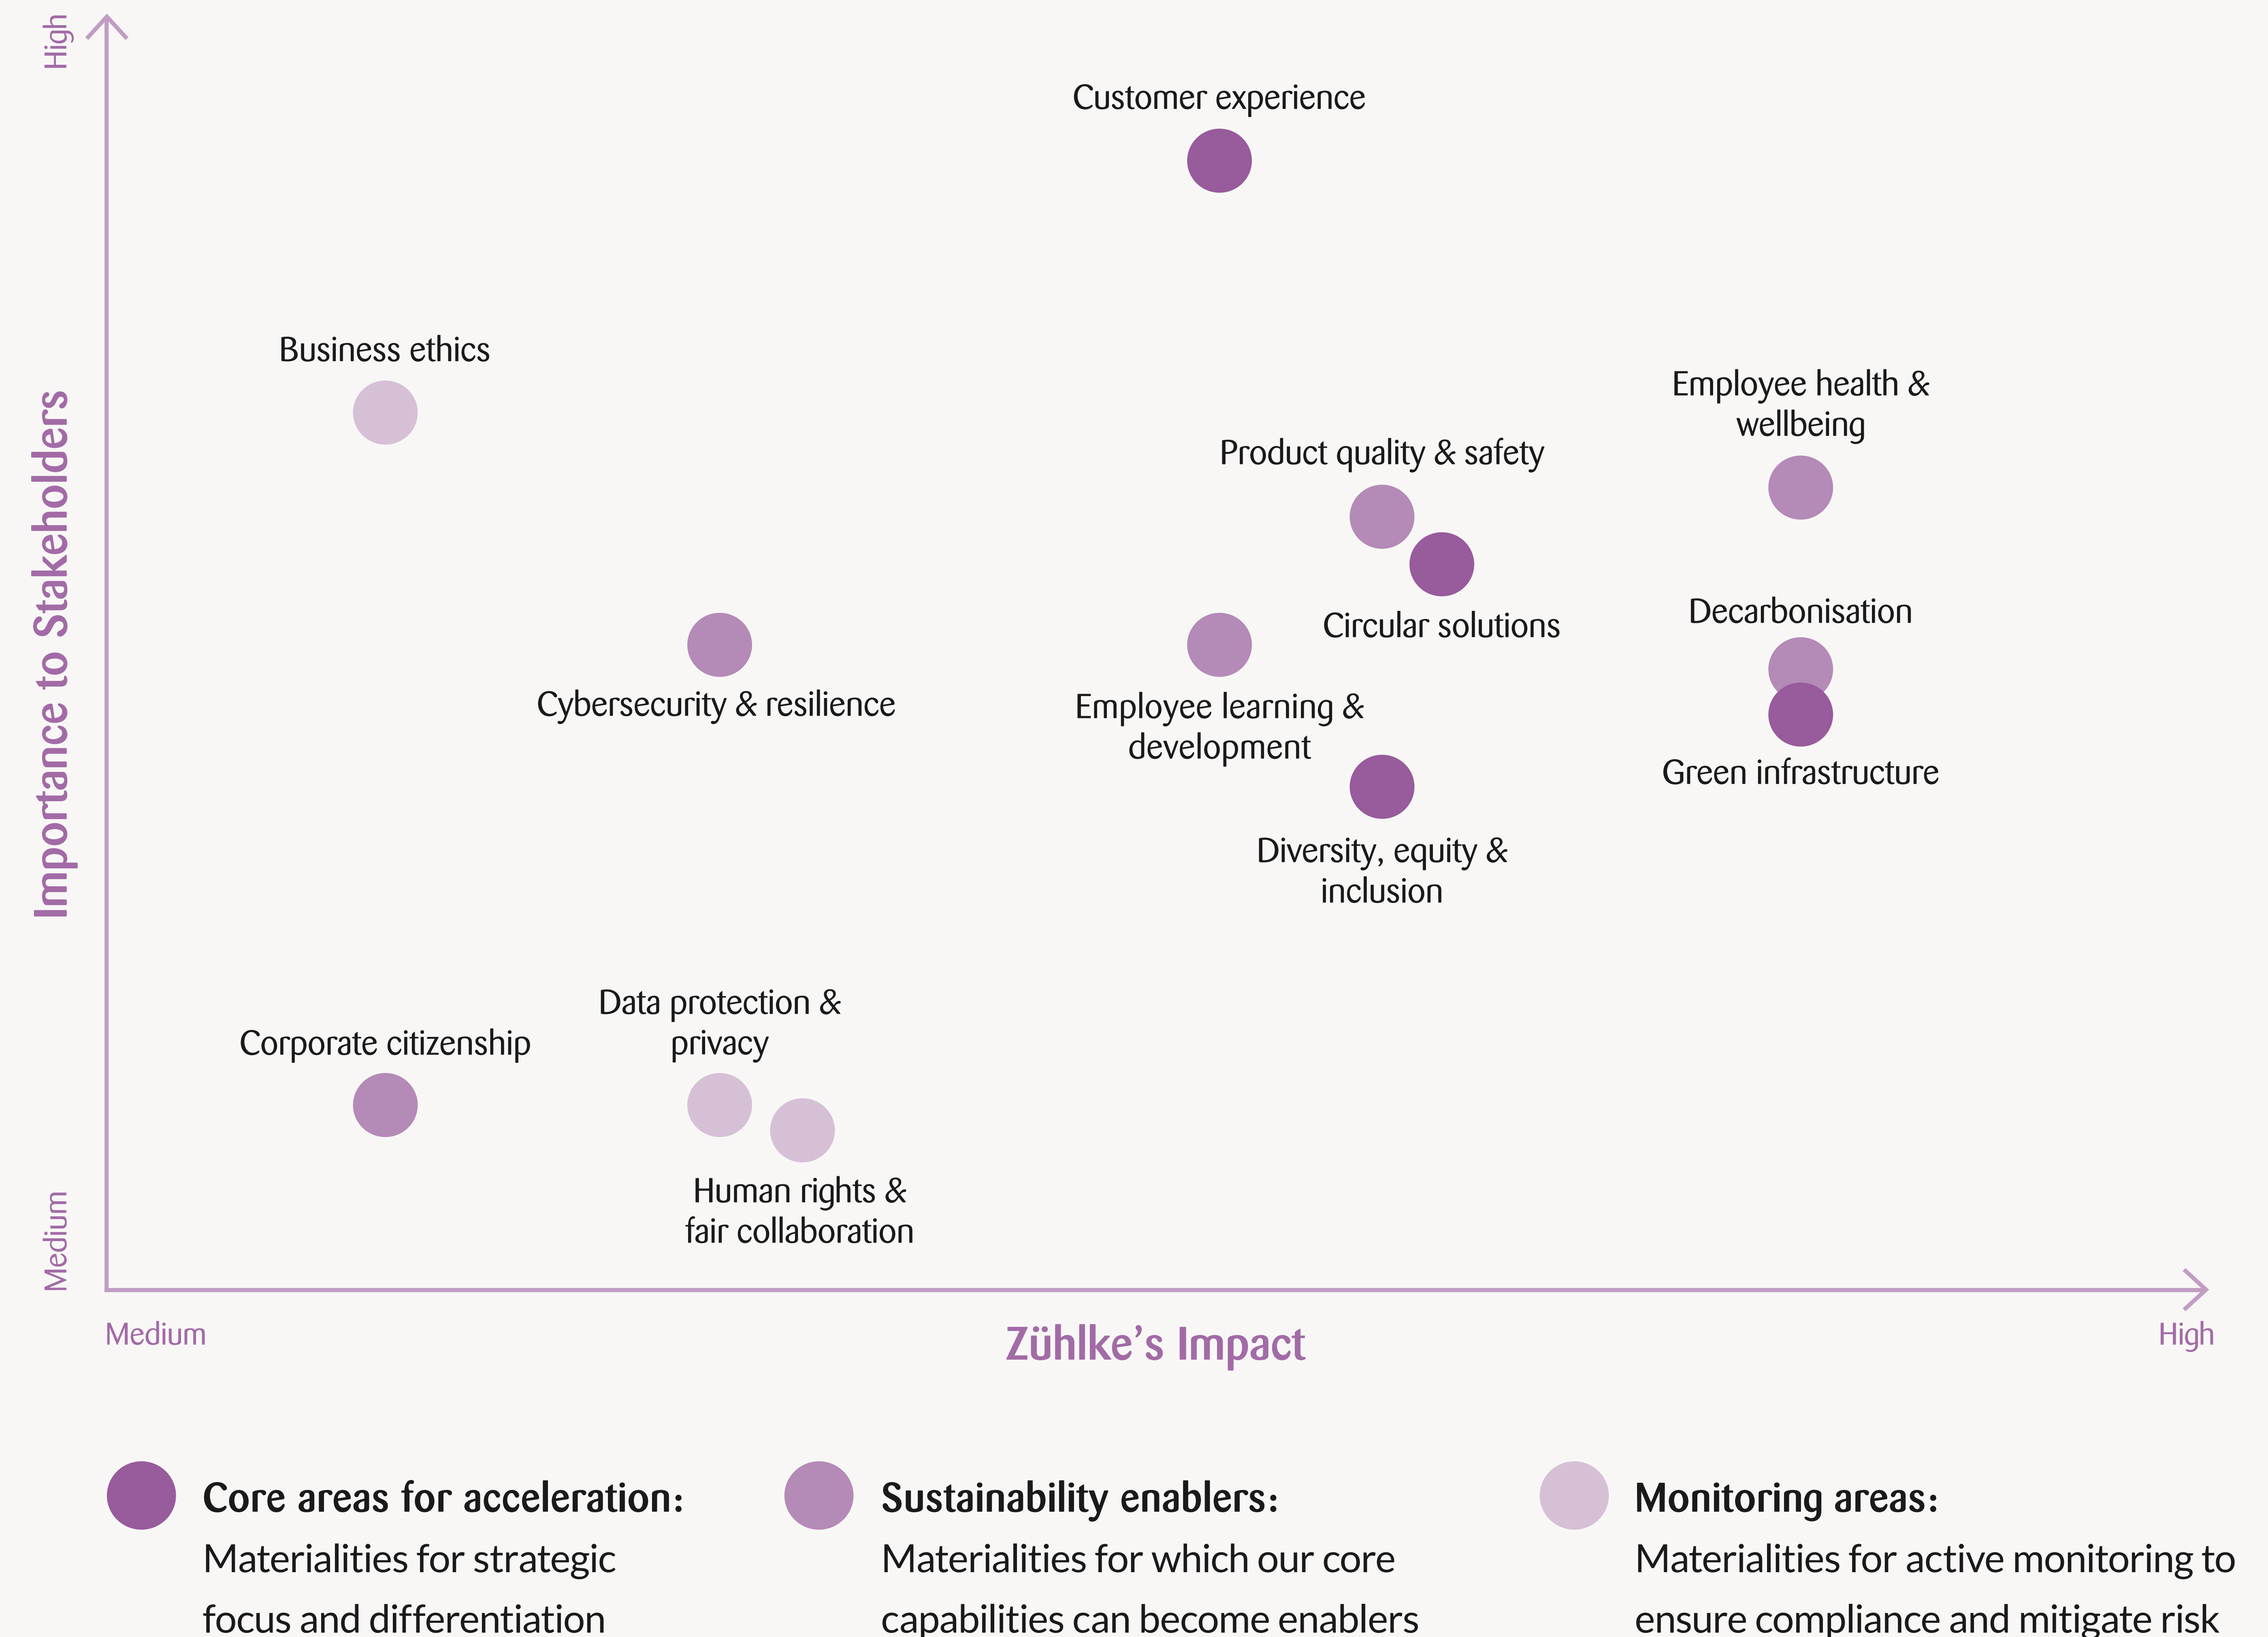 High
Customer experience
Business ethics
Employee health &
wellbeing
Product quality & safety
Circular solutions
Decarbonisation
Cybersecurity & resilience
Employee learning &
development
Green infrastructure
Diversity, equity &
inclusion
Importance to Stakeholders
Data protection &
privacy
Corporate citizenship
Human rights &
fair collaboration
Medium
Medium
Zühlke’s Impact
High
Core areas for acceleration:
Materialities for strategic
focus and differentiation
Sustainability enablers:
Materialities for which our core
capabilities can become enablers
Monitoring areas:
Materialities for active monitoring to
ensure compliance and mitigate risk